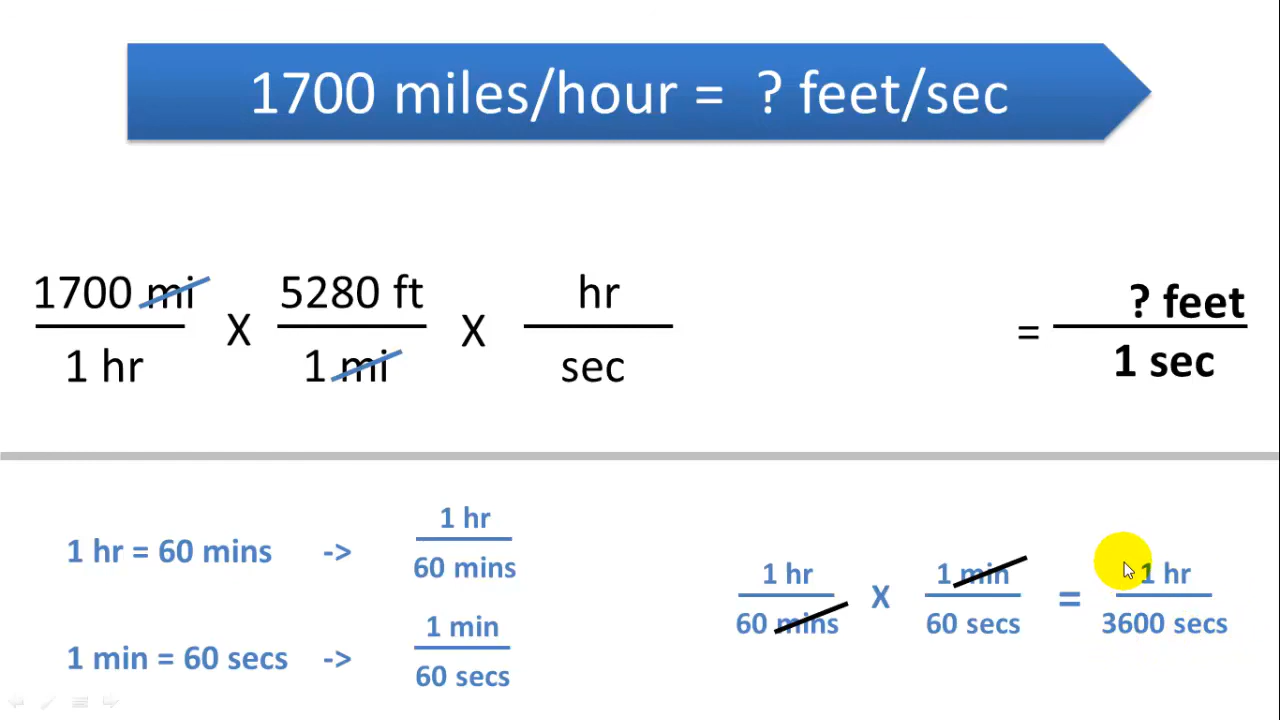 1700 miles/hour = ? feet/sec
1700 mi X 5280 ft X hr = ? feet
1 hr 1 mi sec 1 sec
1 hr = 60 mins -> 1 hr
60 mins
1 min = 60 secs -> 1 min
60 secs
1 hr X 1 min = 1 hr
60 mins 60 secs 3600 secs